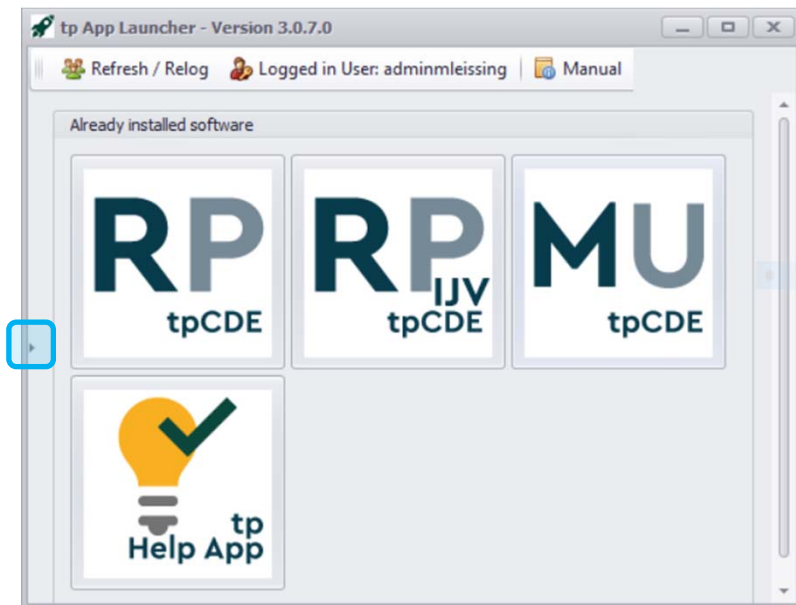 tp App Launcher - Version 3.0.7.0
Refresh / Relog Logged in User: adminmleissing Manual
Already installed software
RP
tpCDE
RP
IJV
tpCDE
MU
tpCDE
tp
Help App